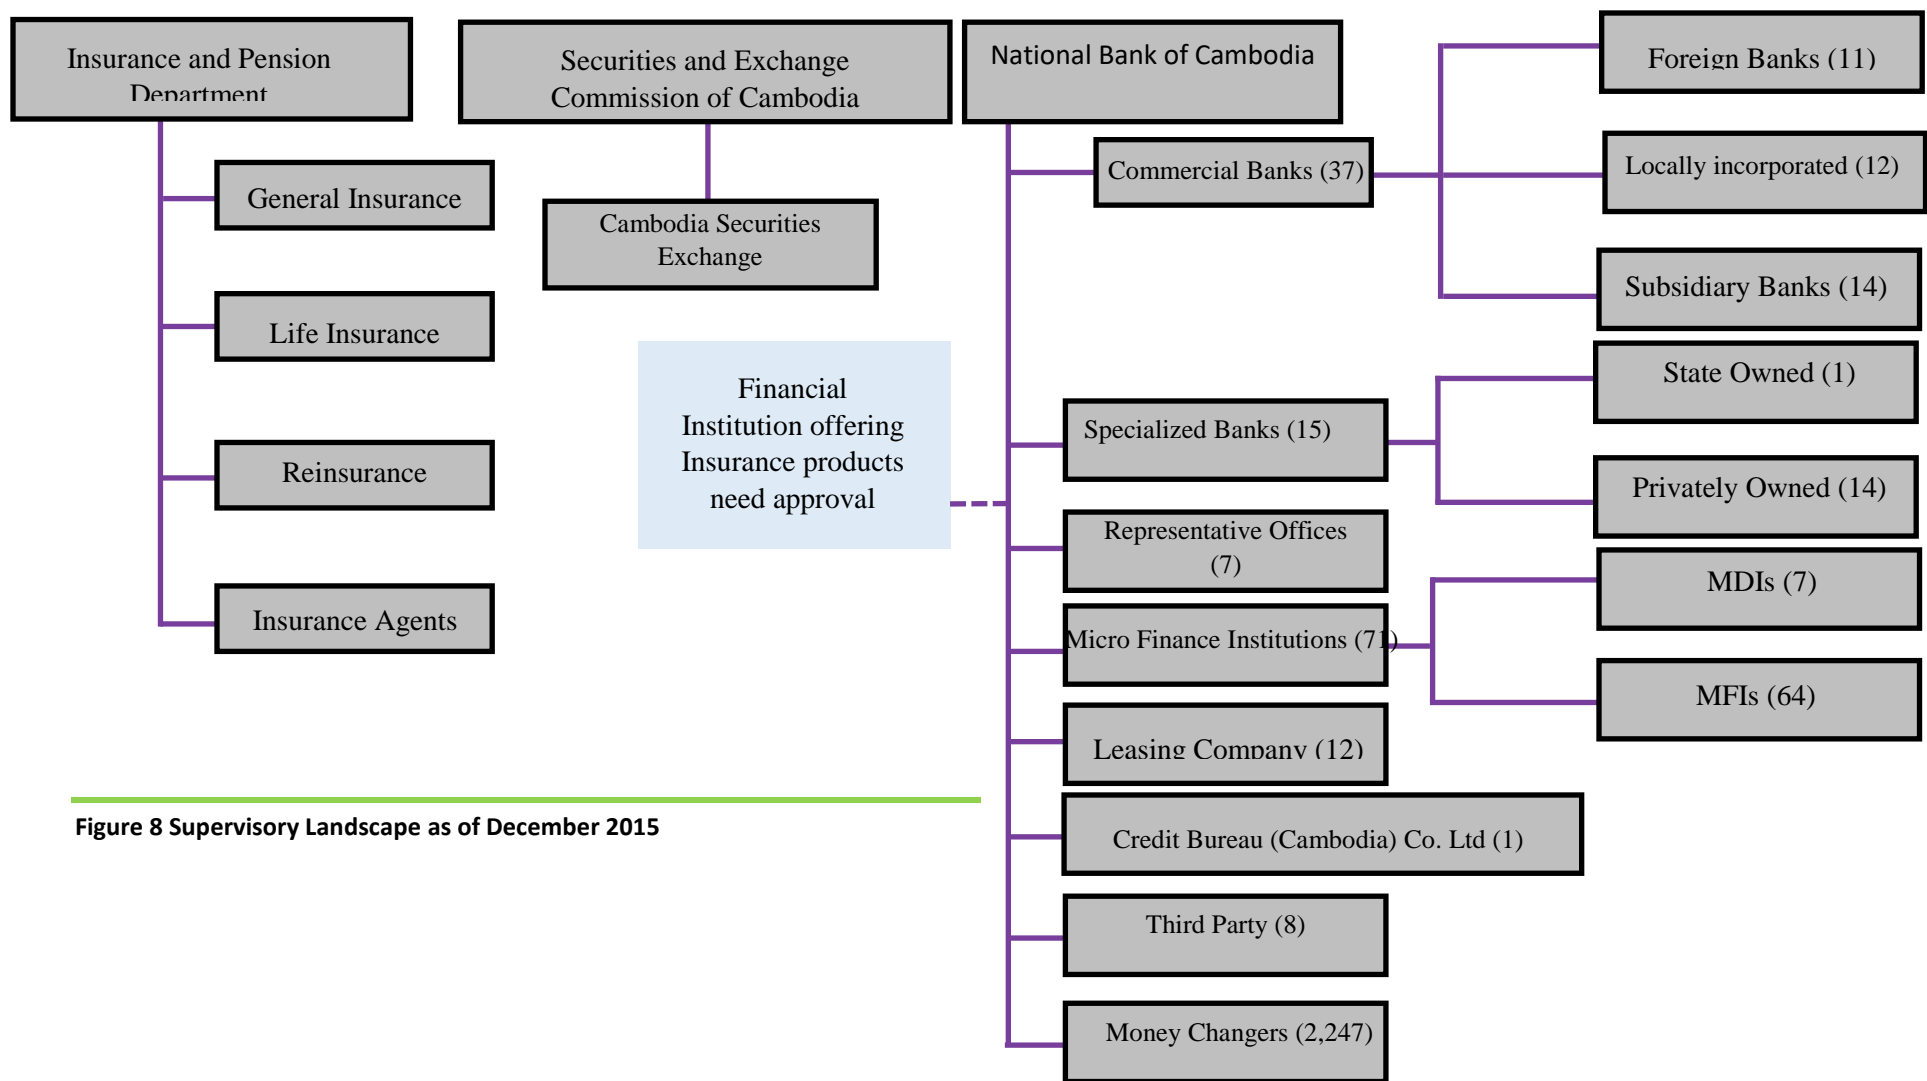 Insurance and Pension
Department
General Insurance
Life Insurance
Reinsurance
Insurance Agents
Securities and Exchange
Commission of Cambodia
Cambodia Securities
Exchange
Financial
Institution offering
Insurance products
need approval
National Bank of Cambodia
Commercial Banks (37)
Foreign Banks (11)
Locally incorporated (12)
Subsidiary Banks (14)
Specialized Banks (15)
State Owned (1)
Privately Owned (14)
Representative Offices
(7)
Micro Finance Institutions (71)
MDIs (7)
MFIs (64)
Leasing Company (12)
Credit Bureau (Cambodia) Co. Ltd (1)
Third Party (8)
Money Changers (2,247)
Figure 8 Supervisory Landscape as of December 2015